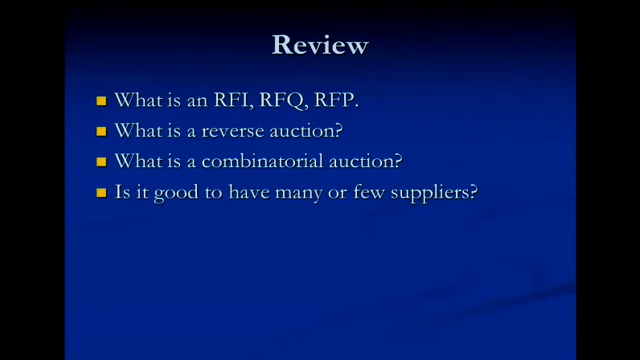 Review
What is an RFI, RFQ, RFP.
What is a reverse auction?
What is a combinatorial auction?
Is it good to have many or few suppliers?